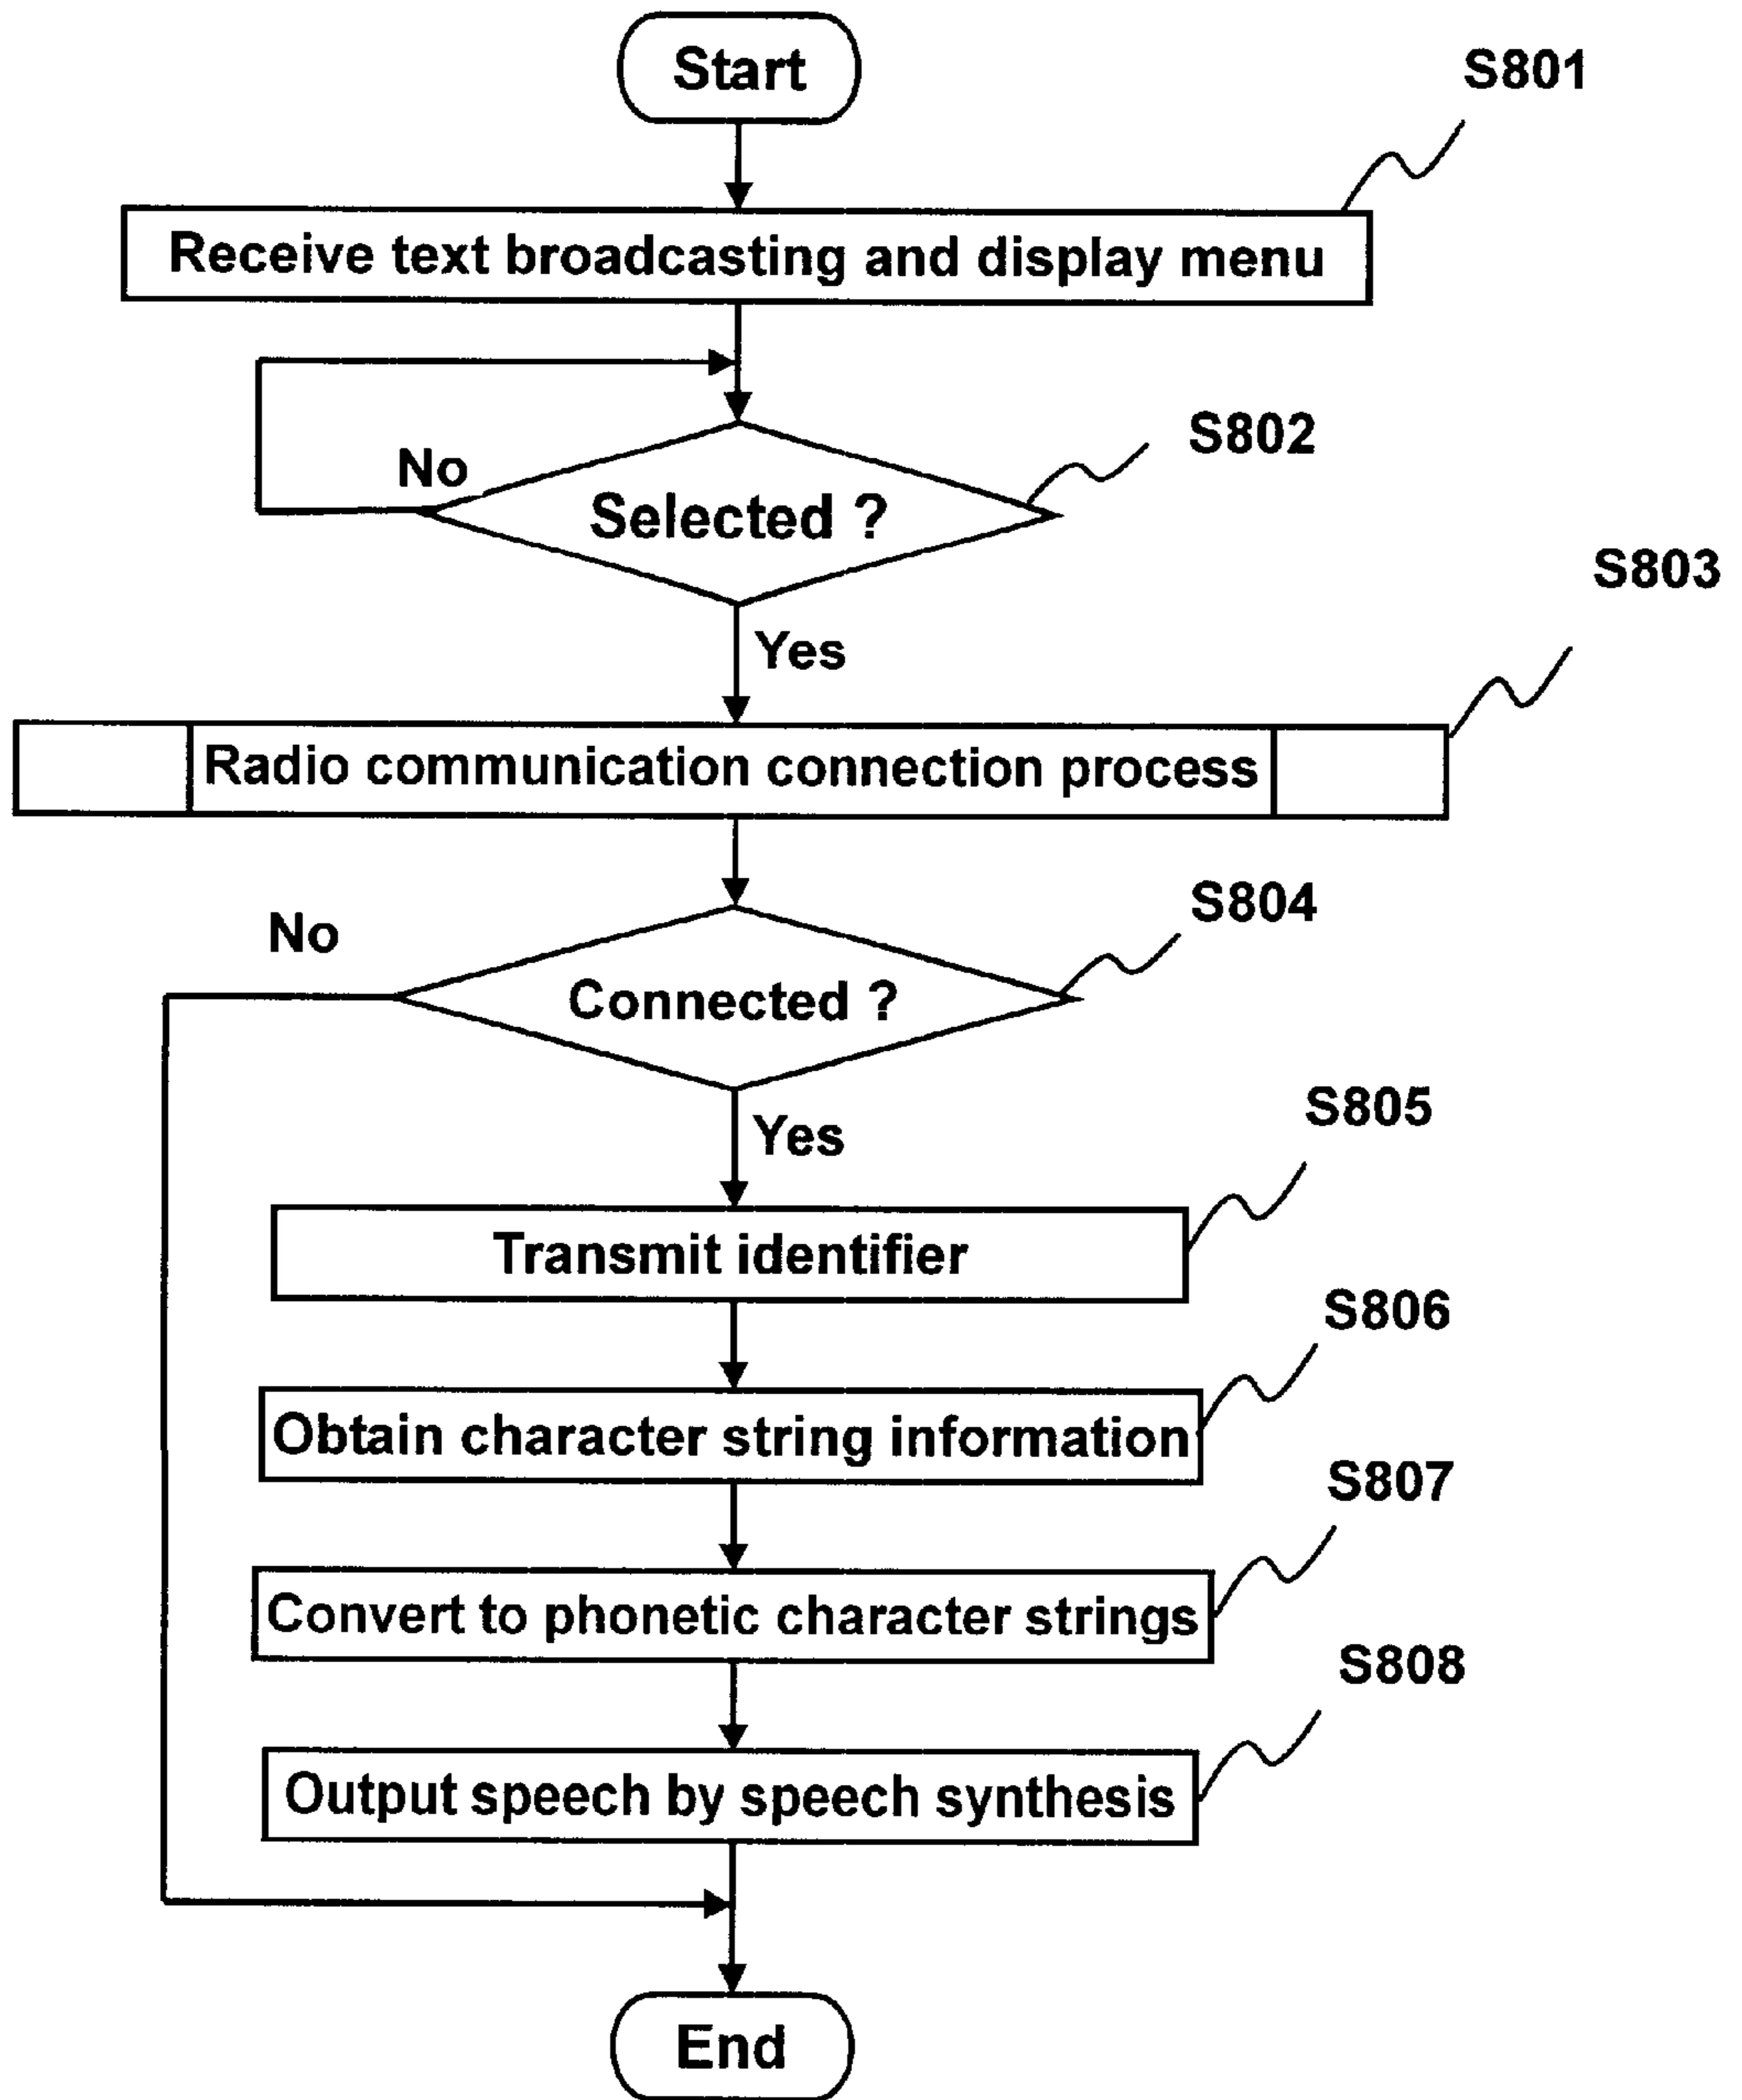 Start
S801
Receive text broadcasting and display menu
S802
No
Selected ?
S803
Yes
Radio communication connection process
S804
No
Connected ?
S805
Yes
Transmit identifier
S806
Obtain character string information
S807
Convert to phonetic character strings
S808
Output speech by speech synthesis
End